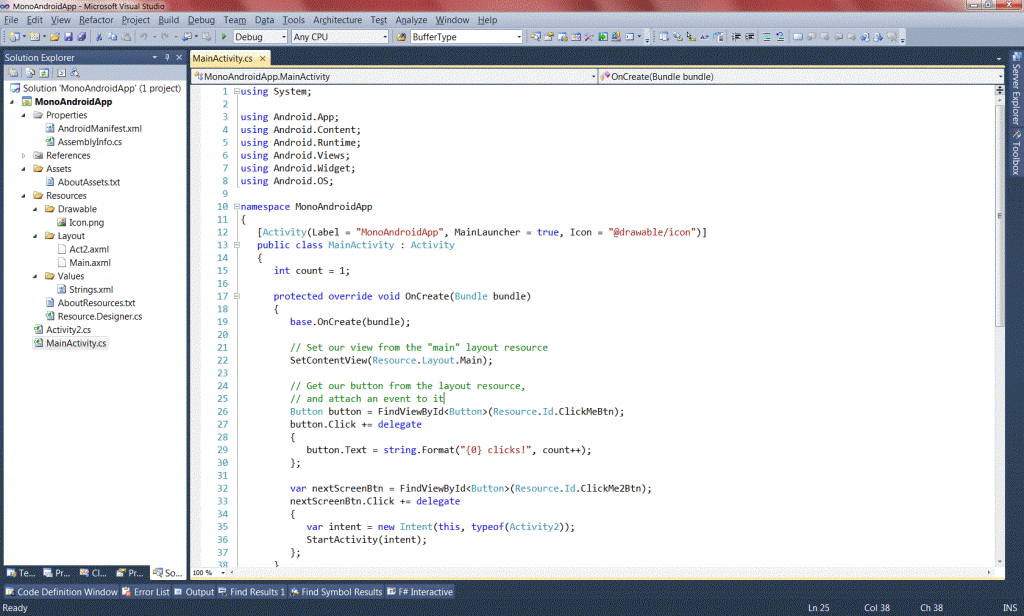 MonoAndroidApp - Microsoft Visual Studio
File Edit View Refactor Project Build Debug Team Data Tools Architecture Test Analyze Window Help
Debug Any CPU BufferType
Solution Explorer
Solution 'MonoAndroidApp' (1 project)
MonoAndroidApp
Properties
AndroidManifest.xml
AssemblyInfo.cs
References
Assets
AboutAssets.txt
Resources
Drawable
Icon.png
Layout
Act2.axml
Main.axml
Values
Strings.xml
AboutResources.txt
Resource.Designer.cs
Activity2.cs
MainActivity.cs
Te... Pr... Cl... Pr... So...
MainActivity.cs
MonoAndroidApp.MainActivity OnCreate(Bundle bundle)
1 using System;
2
3 using Android.App;
4 using Android.Content;
5 using Android.Runtime;
6 using Android.Views;
7 using Android.Widget;
8 using Android.OS;
9
10 namespace MonoAndroidApp
11 {
12 [Activity(Label = "MonoAndroidApp", MainLauncher = true, Icon = "@drawable/icon")]
13 public class MainActivity : Activity
14 {
15 int count = 1;
16
17 protected override void OnCreate(Bundle bundle)
18 {
19 base.OnCreate(bundle);
20
21 // Set our view from the "main" layout resource
22 SetContentView(Resource.Layout.Main);
23
24 // Get our button from the layout resource,
25 // and attach an event to it
26 Button button = FindViewById<Button>(Resource.Id.ClickMeBtn);
27 button.Click += delegate
28 {
29 button.Text = string.Format("{0} clicks!", count++);
30 };
31
32 var nextScreenBtn = FindViewById<Button>(Resource.Id.ClickMe2Btn);
33 nextScreenBtn.Click += delegate
34 {
35 var intent = new Intent(this, typeof(Activity2));
36 StartActivity(intent);
37 };
38 }
100 %
Server Explorer
Toolbox
Code Definition Window Error List Output Find Results 1 Find Symbol Results F# Interactive
Ready Ln 25 Col 38 Ch 38 INS